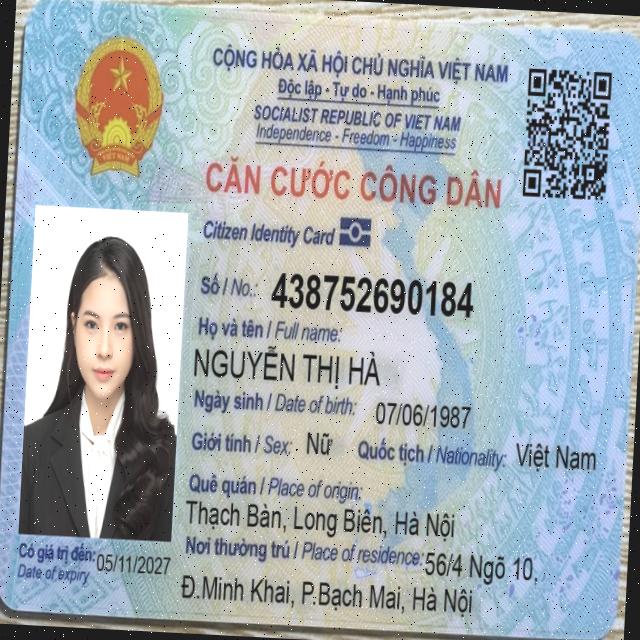 CỘNG HÒA XÃ HỘI CHỦ NGHĨA VIỆT NAM
Độc lập - Tự do - Hạnh phúc
SOCIALIST REPUBLIC OF VIET NAM
Independence - Freedom - Happiness
CĂN CƯỚC CÔNG DÂN
Citizen Identity Card
Số / No.: 438752690184
Họ và tên / Full name:
NGUYỄN THỊ HÀ
Ngày sinh / Date of birth: 07/06/1987
Giới tính / Sex: Nữ Quốc tịch / Nationality: Việt Nam
Quê quán / Place of origin:
Thạch Bàn, Long Biên, Hà Nội
Nơi thường trú / Place of residence: 56/4 Ngõ 10,
Đ.Minh Khai, P.Bạch Mai, Hà Nội
Có giá trị đến: 05/11/2027
Date of expiry
VIỆT NAM